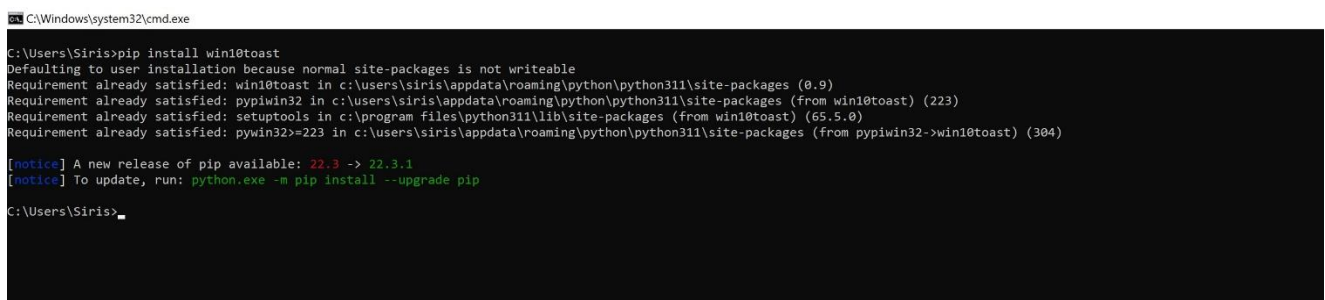 C:\Windows\system32\cmd.exe
C:\Users\Siris>pip install win10toast
Defaulting to user installation because normal site-packages is not writeable
Requirement already satisfied: win10toast in c:\users\siris\appdata\roaming\python\python311\site-packages (0.9)
Requirement already satisfied: pypiwin32 in c:\users\siris\appdata\roaming\python\python311\site-packages (from win10toast) (223)
Requirement already satisfied: setuptools in c:\program files\python311\lib\site-packages (from win10toast) (65.5.0)
Requirement already satisfied: pywin32>=223 in c:\users\siris\appdata\roaming\python\python311\site-packages (from pypiwin32->win10toast) (304)
[notice] A new release of pip available: 22.3 -> 22.3.1
[notice] To update, run: python.exe -m pip install --upgrade pip
C:\Users\Siris>